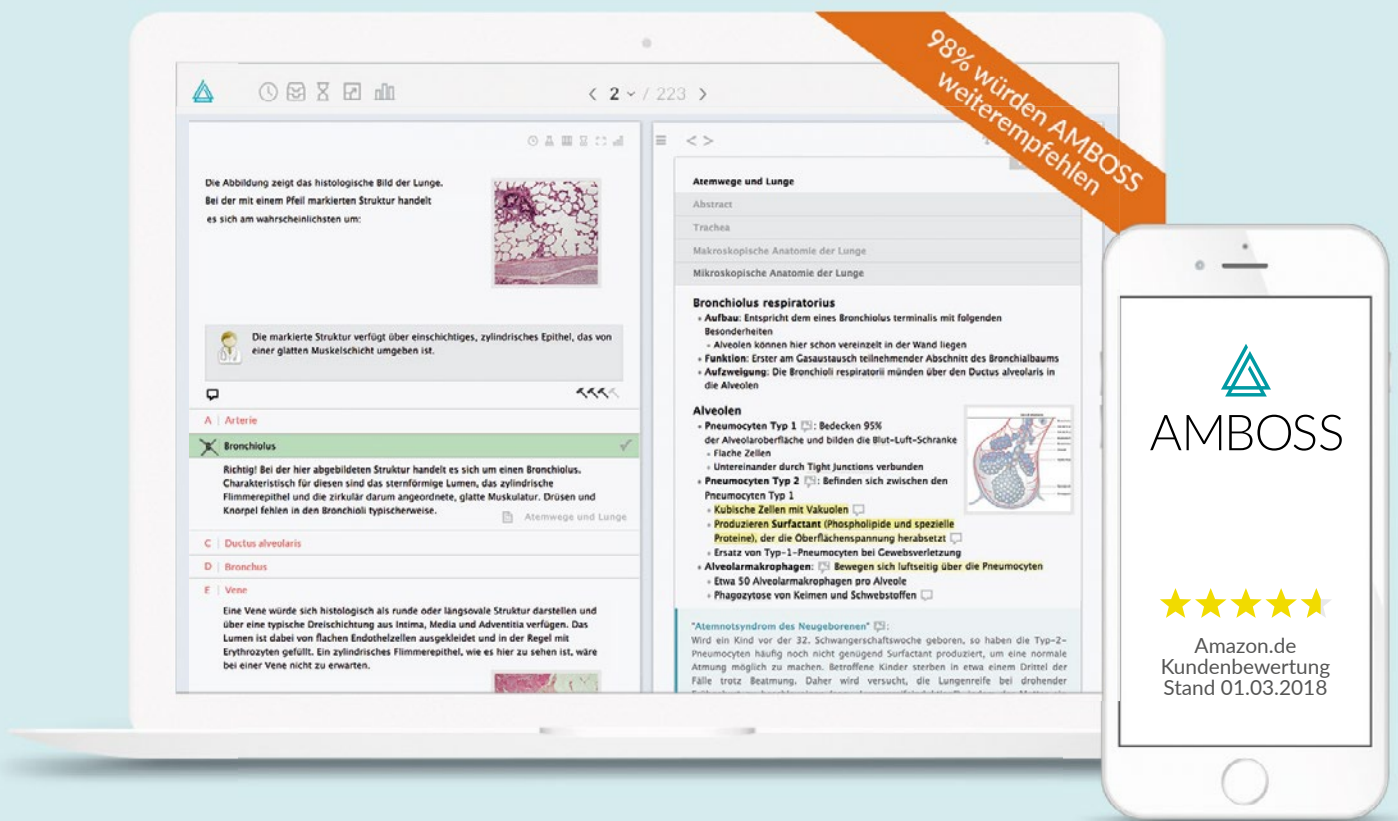 98% würden AMBOSS
weiterempfehlen
2 / 223
Die Abbildung zeigt das histologische Bild der Lunge.
Bei der mit einem Pfeil markierten Struktur handelt
es sich am wahrscheinlichsten um:
Die markierte Struktur verfügt über einschichtiges, zylindrisches Epithel, das von
einer glatten Muskelschicht umgeben ist.
A | Arterie
Bronchiolus
Richtig! Bei der hier abgebildeten Struktur handelt es sich um einen Bronchiolus.
Charakteristisch für diesen sind das sternförmige Lumen, das zylindrische
Flimmerepithel und die zirkulär darum angeordnete, glatte Muskulatur. Drüsen und
Knorpel fehlen in den Bronchioli typischerweise.
Atemwege und Lunge
C | Ductus alveolaris
D | Bronchus
E | Vene
Eine Vene würde sich histologisch als runde oder längsovale Struktur darstellen und
über eine typische Dreischichtung aus Intima, Media und Adventitia verfügen. Das
Lumen ist dabei von flachen Endothelzellen ausgekleidet und in der Regel mit
Erythrozyten gefüllt. Ein zylindrisches Flimmerepithel, wie es hier zu sehen ist, wäre
bei einer Vene nicht zu erwarten.
Atemwege und Lunge
Abstract
Trachea
Makroskopische Anatomie der Lunge
Mikroskopische Anatomie der Lunge
Bronchiolus respiratorius
Aufbau: Entspricht dem eines Bronchiolus terminalis mit folgenden
Besonderheiten
- Alveolen können hier schon vereinzelt in der Wand liegen
Funktion: Erster am Gasaustausch teilnehmender Abschnitt des Bronchialbaums
Aufzweigung: Die Bronchioli respiratorii münden über den Ductus alveolaris in
die Alveolen
Alveolen
Pneumocyten Typ 1: Bedecken 95%
der Alveolaroberfläche und bilden die Blut-Luft-Schranke
Flache Zellen
Untereinander durch Tight Junctions verbunden
Pneumocyten Typ 2: Befinden sich zwischen den
Pneumocyten Typ 1
Kubische Zellen mit Vakuolen
Produzieren Surfactant (Phospholipide und spezielle
Proteine), der die Oberflächenspannung herabsetzt
Ersatz von Typ-1-Pneumocyten bei Gewebsverletzung
Alveolarmakrophagen: Bewegen sich luftseitig über die Pneumocyten
Etwa 50 Alveolarmakrophagen pro Alveole
Phagozytose von Keimen und Schwebstoffen
"Atemnotsyndrom des Neugeborenen":
Wird ein Kind vor der 32. Schwangerschaftswoche geboren, so haben die Typ-2-
Pneumocyten häufig noch nicht genügend Surfactant produziert, um eine normale
Atmung möglich zu machen. Betroffene Kinder sterben in etwa einem Drittel der
Fälle trotz Beatmung. Daher wird versucht, die Lungenreife bei drohender
AMBOSS
Amazon.de
Kundenbewertung
Stand 01.03.2018